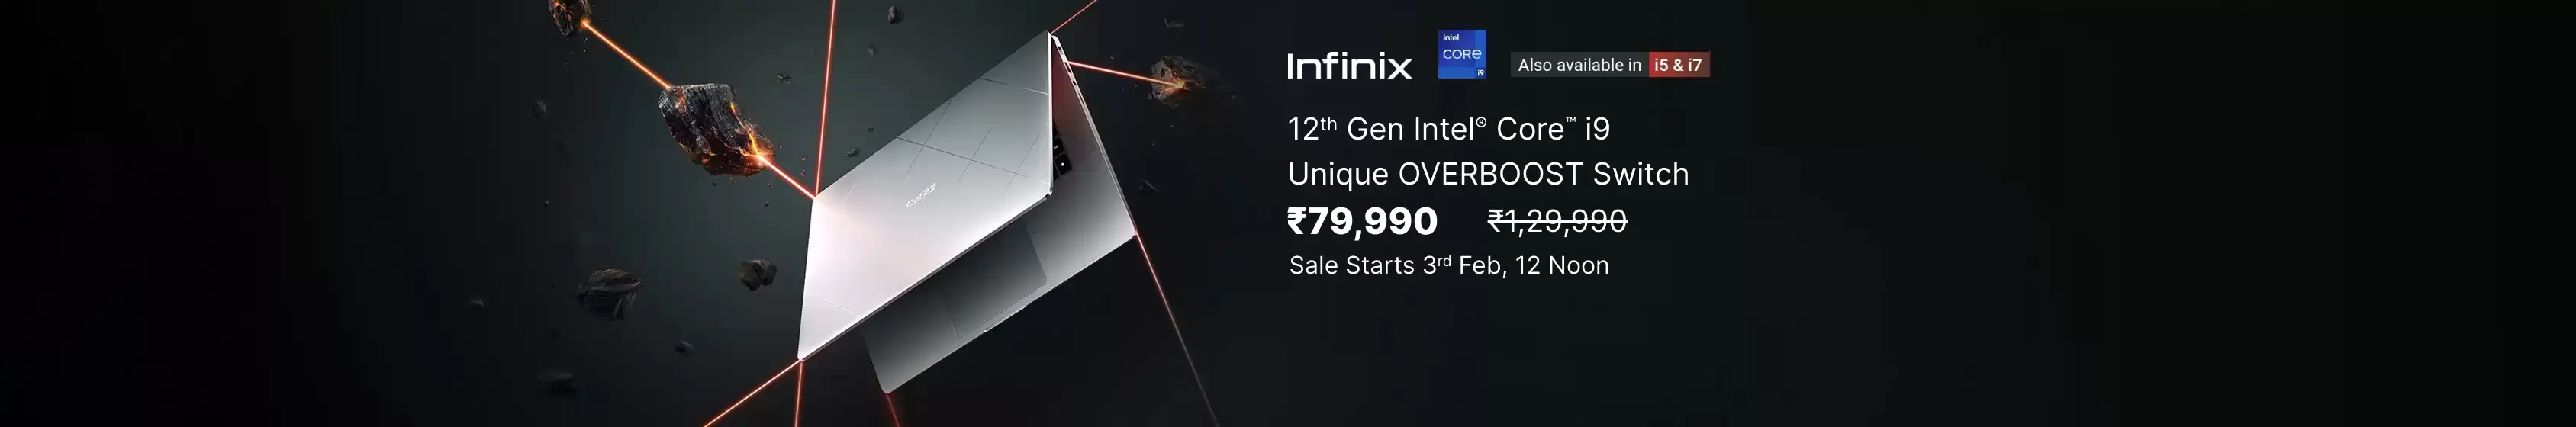 Infinix
intel
CORE
i9
Also available in i5 & i7
12th Gen Intel® Core™ i9
Unique OVERBOOST Switch
₹79,990 ₹1,29,990
Sale Starts 3rd Feb, 12 Noon
ZERO